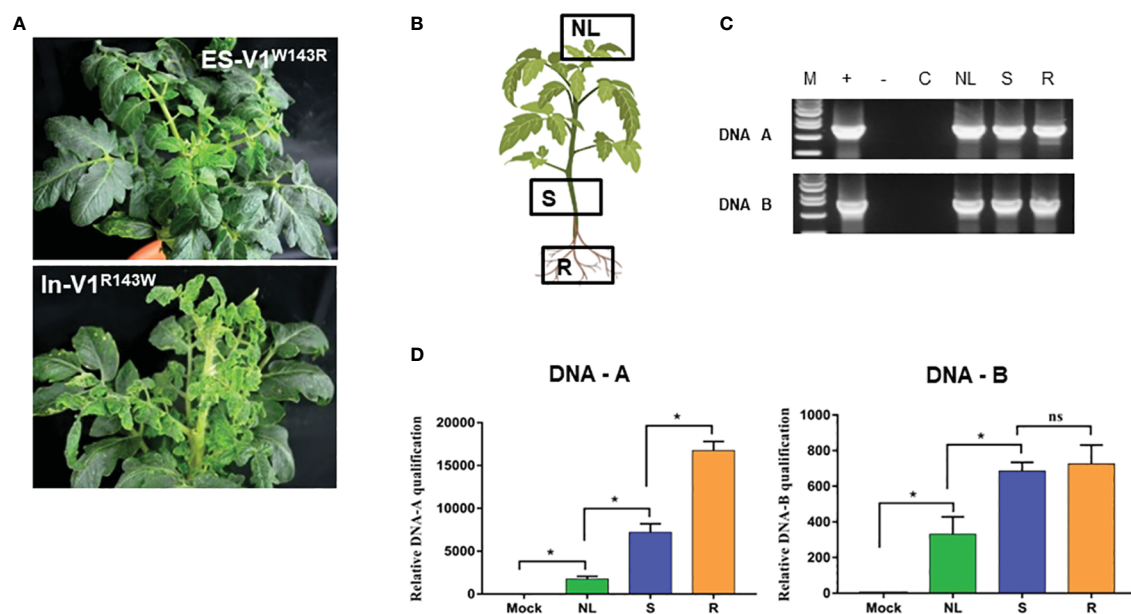 A
ES-V1W143R
In-V1R143W
B
NL
S
R
C
M + - C NL S R
DNA A
DNA B
D
DNA - A
Relative DNA-A qualification
20000
15000
10000
5000
0
* * *
Mock NL S R
DNA - B
Relative DNA-B qualification
1000
800
600
400
200
0
* * ns
Mock NL S R